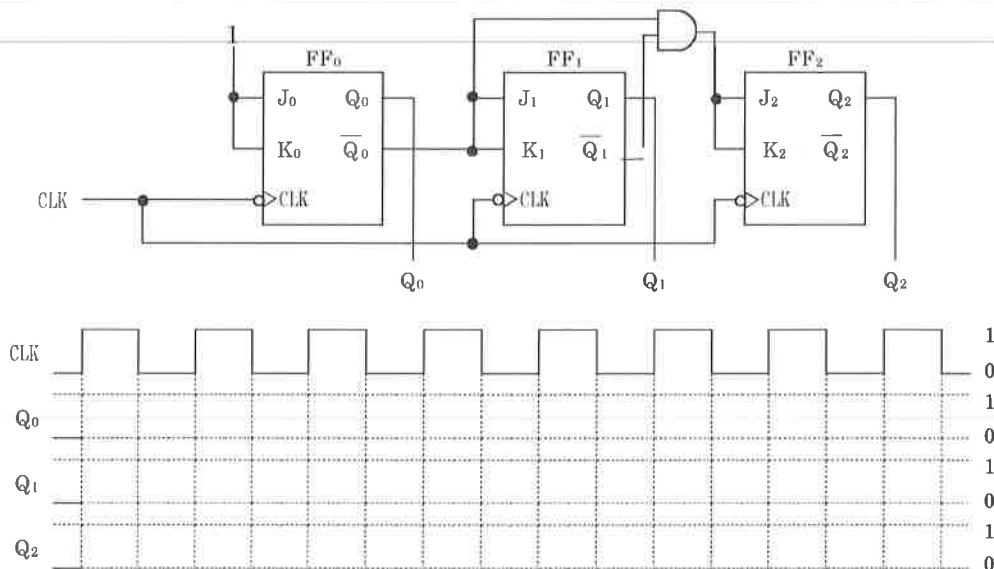 1
FF₀ FF₁ FF₂
J₀ Q₀ J₁ Q₁ J₂ Q₂
K₀ Q̅₀ K₁ Q̅₁ K₂ Q̅₂
CLK CLK CLK CLK
Q₀ Q₁ Q₂
CLK 1
0
Q₀ 1
0
Q₁ 1
0
Q₂ 1
0